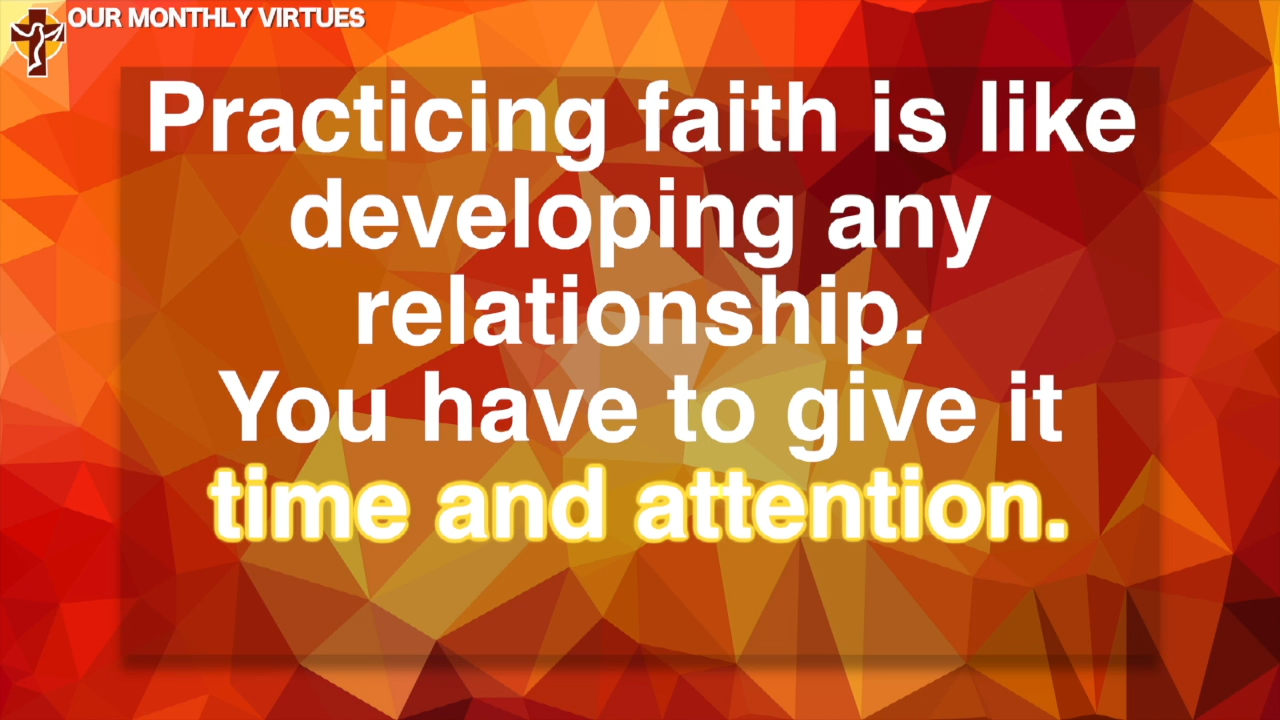 OUR MONTHLY VIRTUES
Practicing faith is like
developing any
relationship.
You have to give it
time and attention.